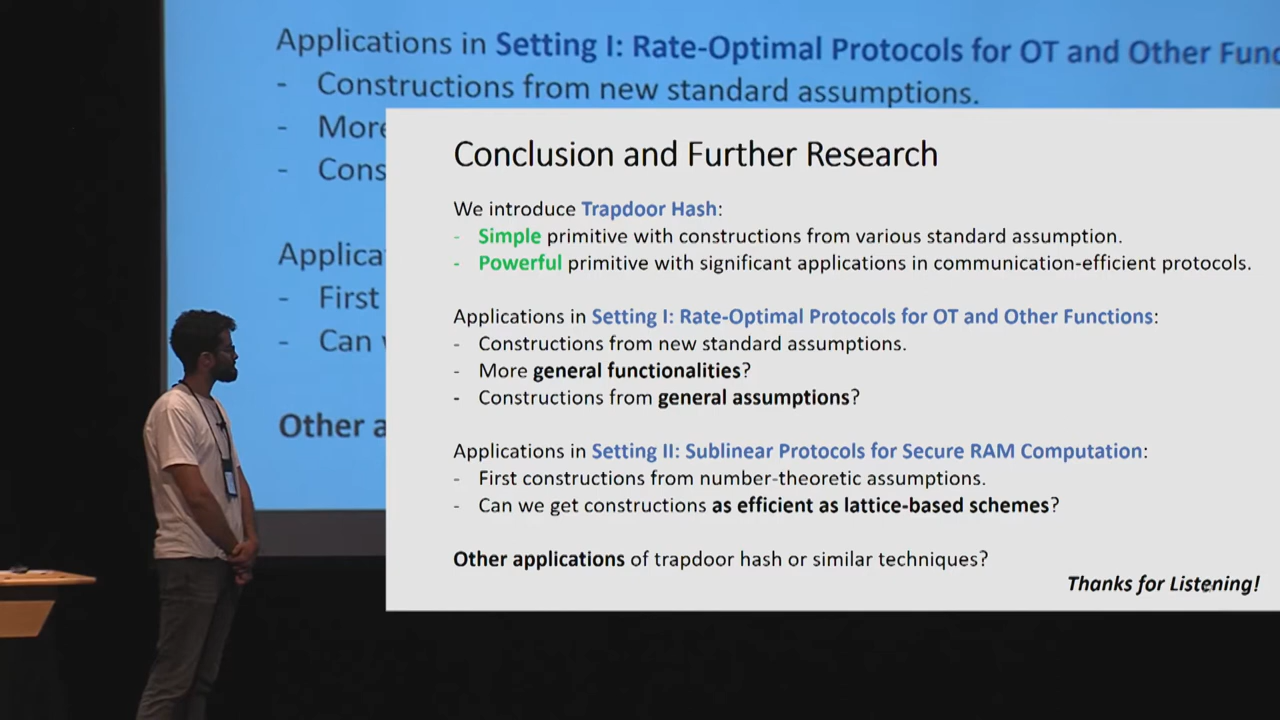 Applications in Setting I: Rate-Optimal Protocols for OT and Other Func
- Constructions from new standard assumptions.
- More
- Cons
Applica
- First
- Can
Other a
Conclusion and Further Research
We introduce Trapdoor Hash:
- Simple primitive with constructions from various standard assumption.
- Powerful primitive with significant applications in communication-efficient protocols.
Applications in Setting I: Rate-Optimal Protocols for OT and Other Functions:
- Constructions from new standard assumptions.
- More general functionalities?
- Constructions from general assumptions?
Applications in Setting II: Sublinear Protocols for Secure RAM Computation:
- First constructions from number-theoretic assumptions.
- Can we get constructions as efficient as lattice-based schemes?
Other applications of trapdoor hash or similar techniques?
Thanks for Listening!